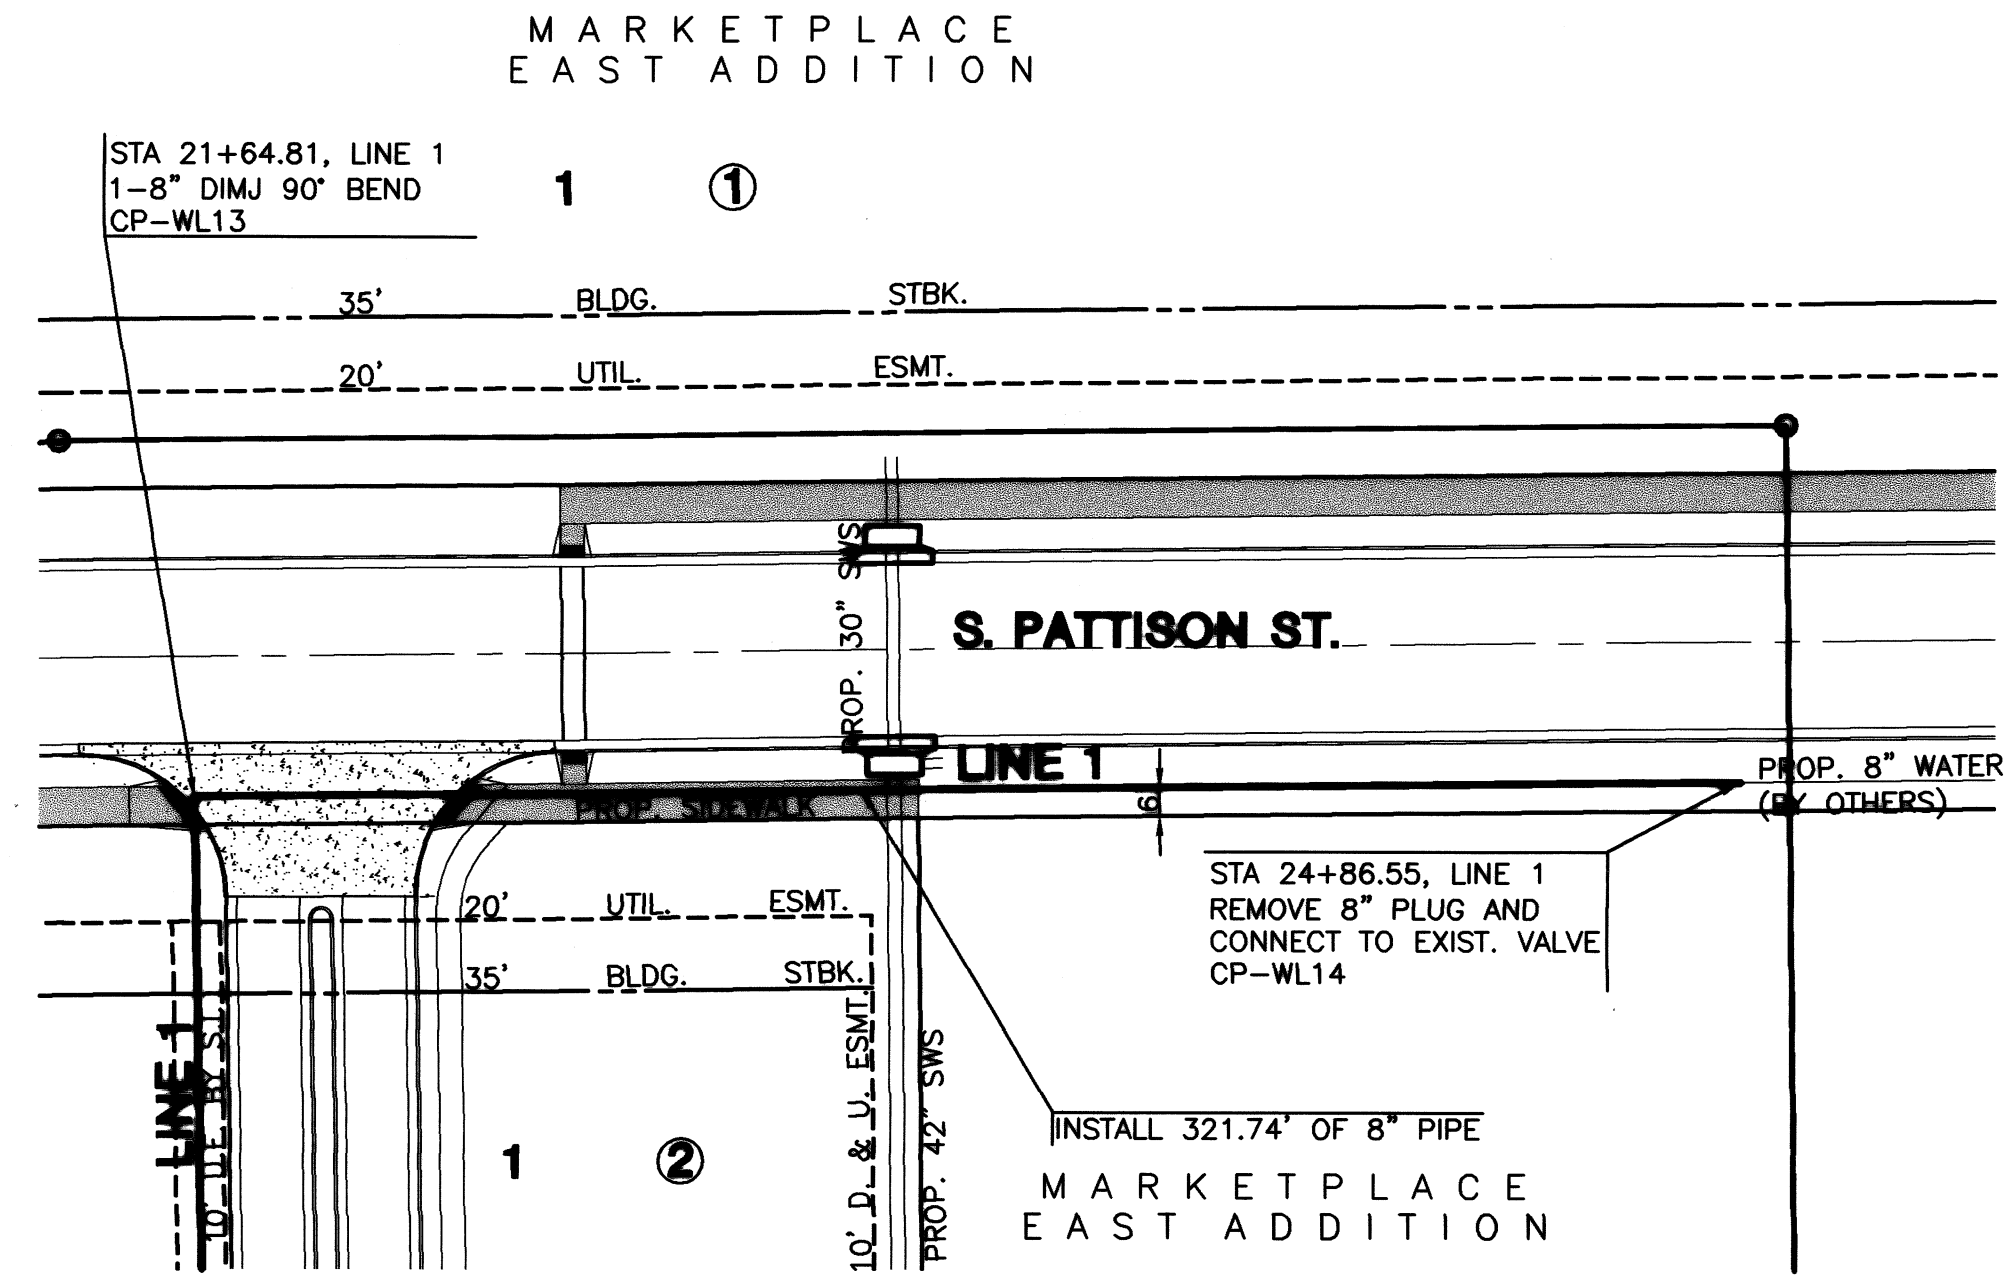 MARKETPLACE
EAST ADDITION
STA 21+64.81, LINE 1
1-8" DIMJ 90° BEND
CP-WL13
1 1
35' BLDG. STBK.
20' UTIL. ESMT.
PROP. 30" SWS
S. PATTISON ST.
LINE 1
PROP. 8" WATER
(BY OTHERS)
PROP. SIDEWALK
6'
STA 24+86.55, LINE 1
REMOVE 8" PLUG AND
CONNECT TO EXIST. VALVE
CP-WL14
20' UTIL. ESMT.
35' BLDG. STBK.
LINE 1
10' U.E. BY S.I.
10' D. & U. ESMT.
PROP. 42" SWS
INSTALL 321.74' OF 8" PIPE
1 2
MARKETPLACE
EAST ADDITION